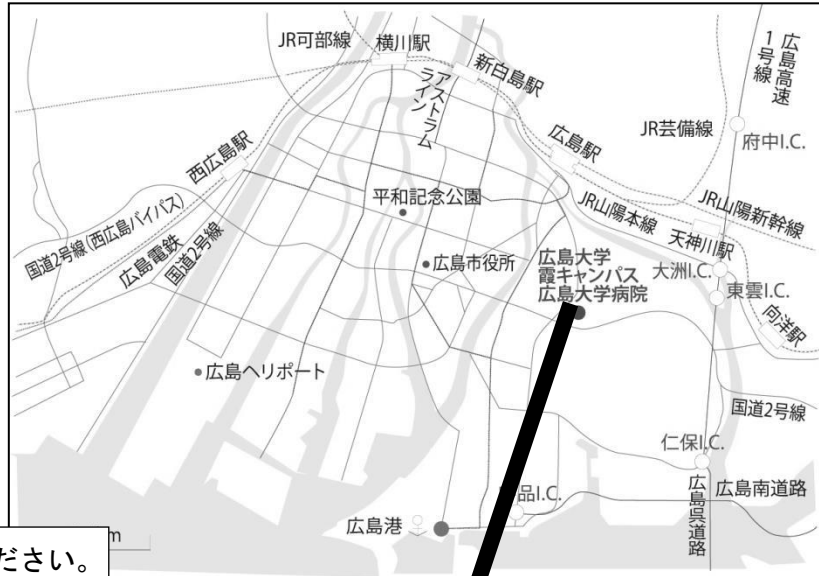 JR可部線
横川駅
新白島駅
アストラム
ライン
広島高速
1号線
JR芸備線
府中I.C.
広島駅
西広島駅
平和記念公園
JR山陽本線
JR山陽新幹線
天神川駅
国道2号線(西広島バイパス)
広島電鉄
国道2号線
広島市役所
広島大学
霞キャンパス
広島大学病院
大洲I.C.
東雲I.C.
向洋駅
広島ヘリポート
国道2号線
仁保I.C.
品I.C.
広島南道路
広島呉道路
広島港
m
ださい。